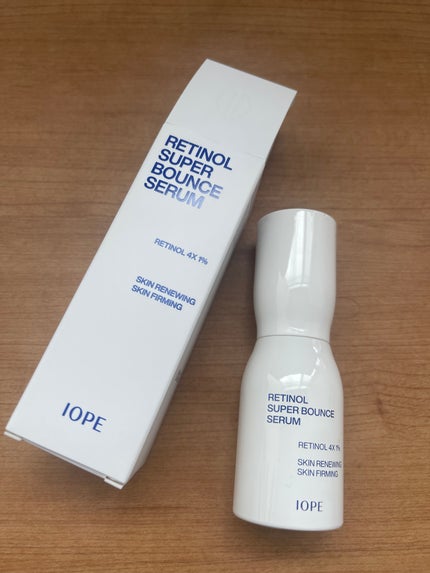 RETINOL
SUPER
BOUNCE
SERUM
RETINOL 4X 1%
SKIN RENEWING
SKIN FIRMING
IOPE
RETINOL
SUPER BOUNCE
SERUM
RETINOL 4X 1%
SKIN RENEWING
SKIN FIRMING
IOPE